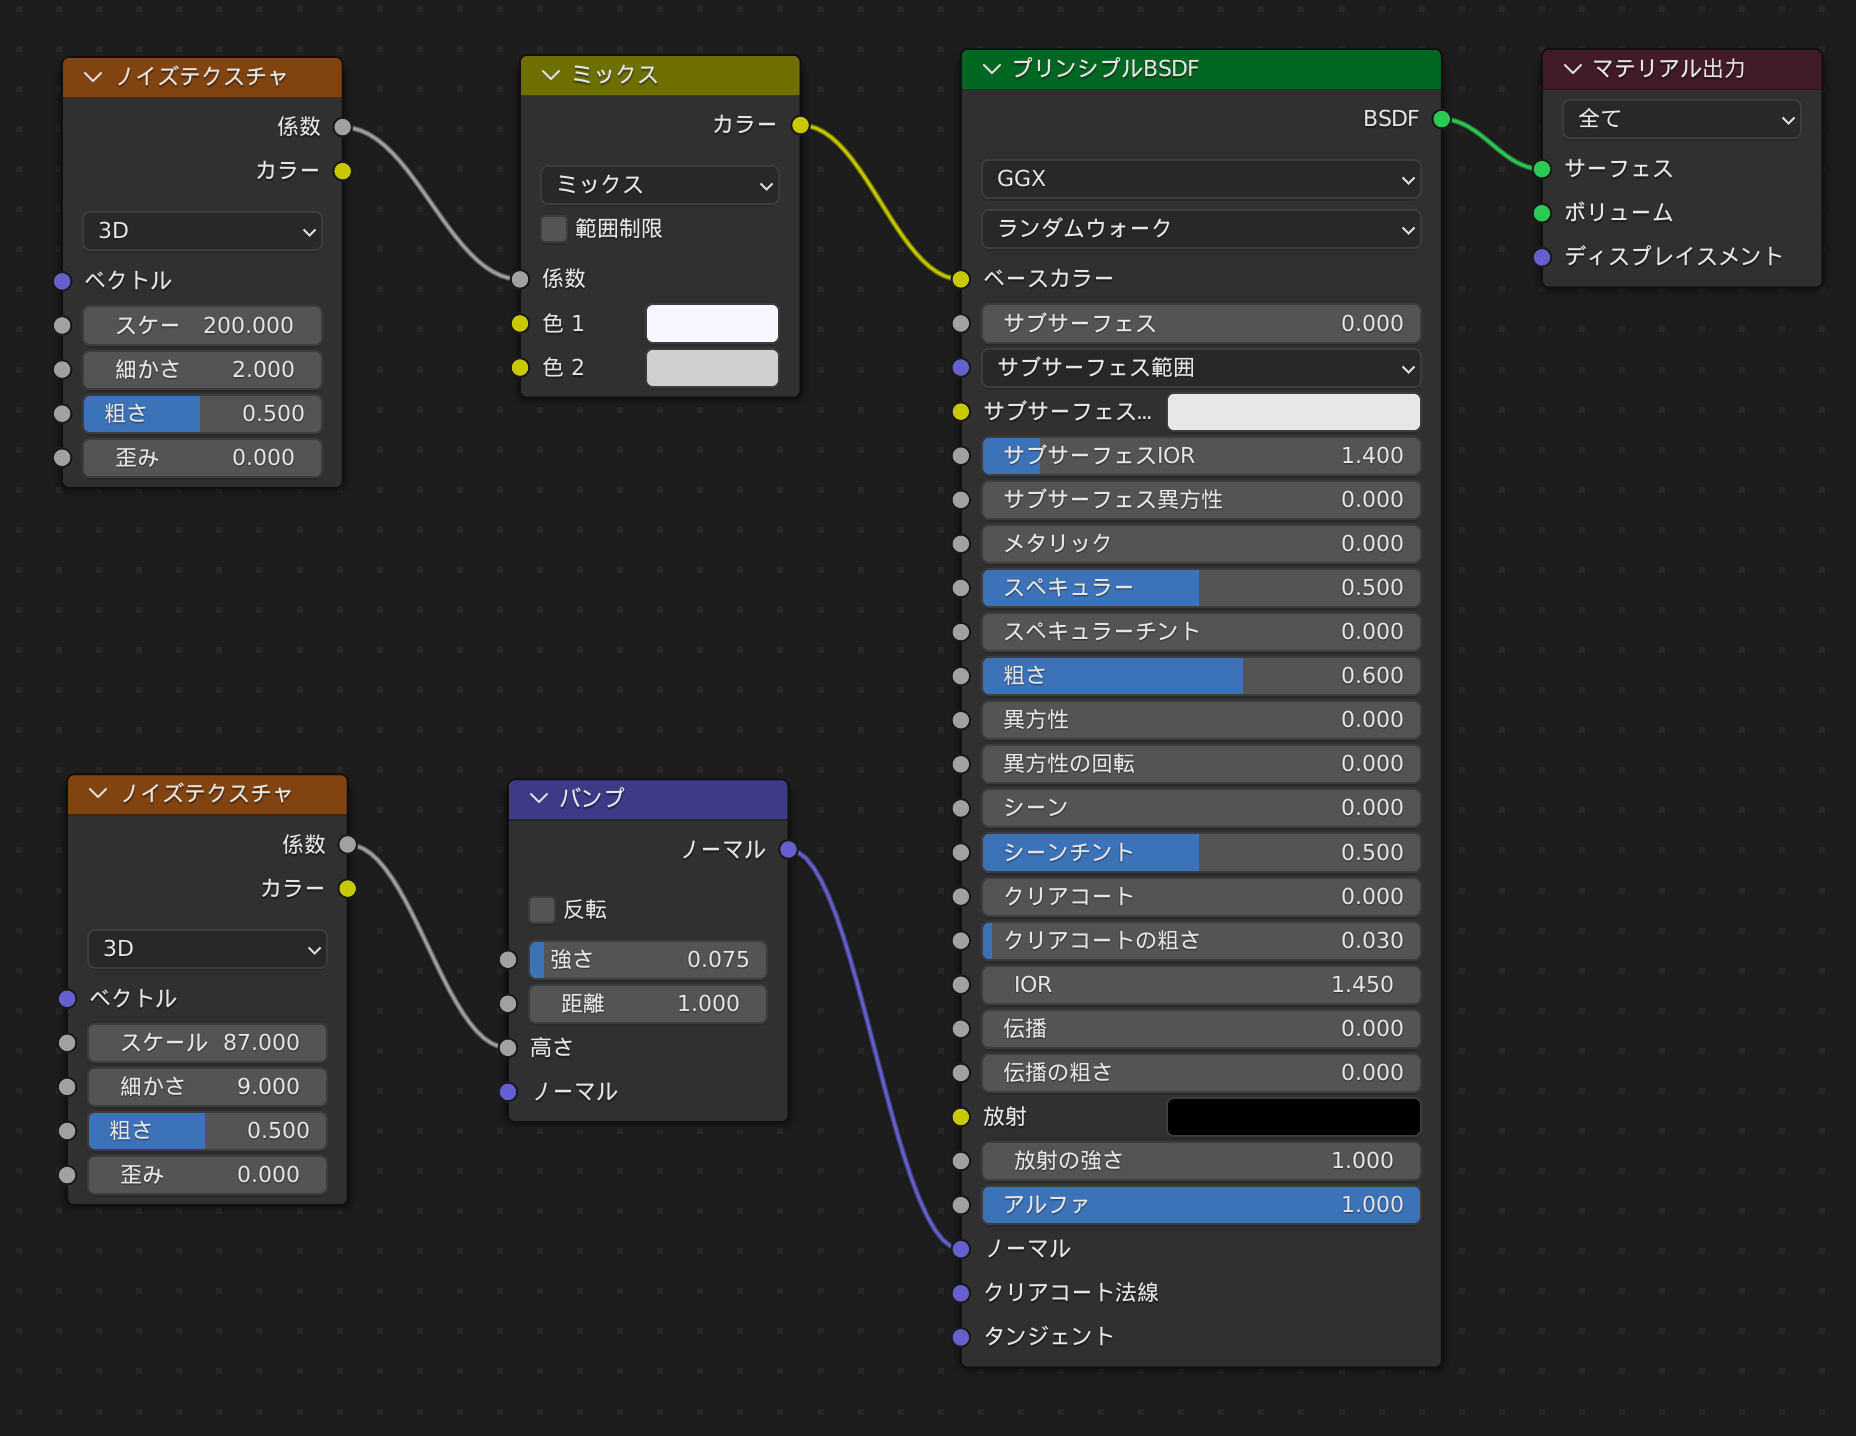 ノイズテクスチャ
係数
カラー
3D
ベクトル
スケー 200.000
細かさ 2.000
粗さ 0.500
歪み 0.000
ミックス
カラー
ミックス
範囲制限
係数
色 1
色 2
ノイズテクスチャ
係数
カラー
3D
ベクトル
スケール 87.000
細かさ 9.000
粗さ 0.500
歪み 0.000
バンプ
ノーマル
反転
強さ 0.075
距離 1.000
高さ
ノーマル
プリンシプルBSDF
BSDF
GGX
ランダムウォーク
ベースカラー
サブサーフェス 0.000
サブサーフェス範囲
サブサーフェス...
サブサーフェスIOR 1.400
サブサーフェス異方性 0.000
メタリック 0.000
スペキュラー 0.500
スペキュラーチント 0.000
粗さ 0.600
異方性 0.000
異方性の回転 0.000
シーン 0.000
シーンチント 0.500
クリアコート 0.000
クリアコートの粗さ 0.030
IOR 1.450
伝播 0.000
伝播の粗さ 0.000
放射
放射の強さ 1.000
アルファ 1.000
ノーマル
クリアコート法線
タンジェント
マテリアル出力
全て
サーフェス
ボリューム
ディスプレイスメント